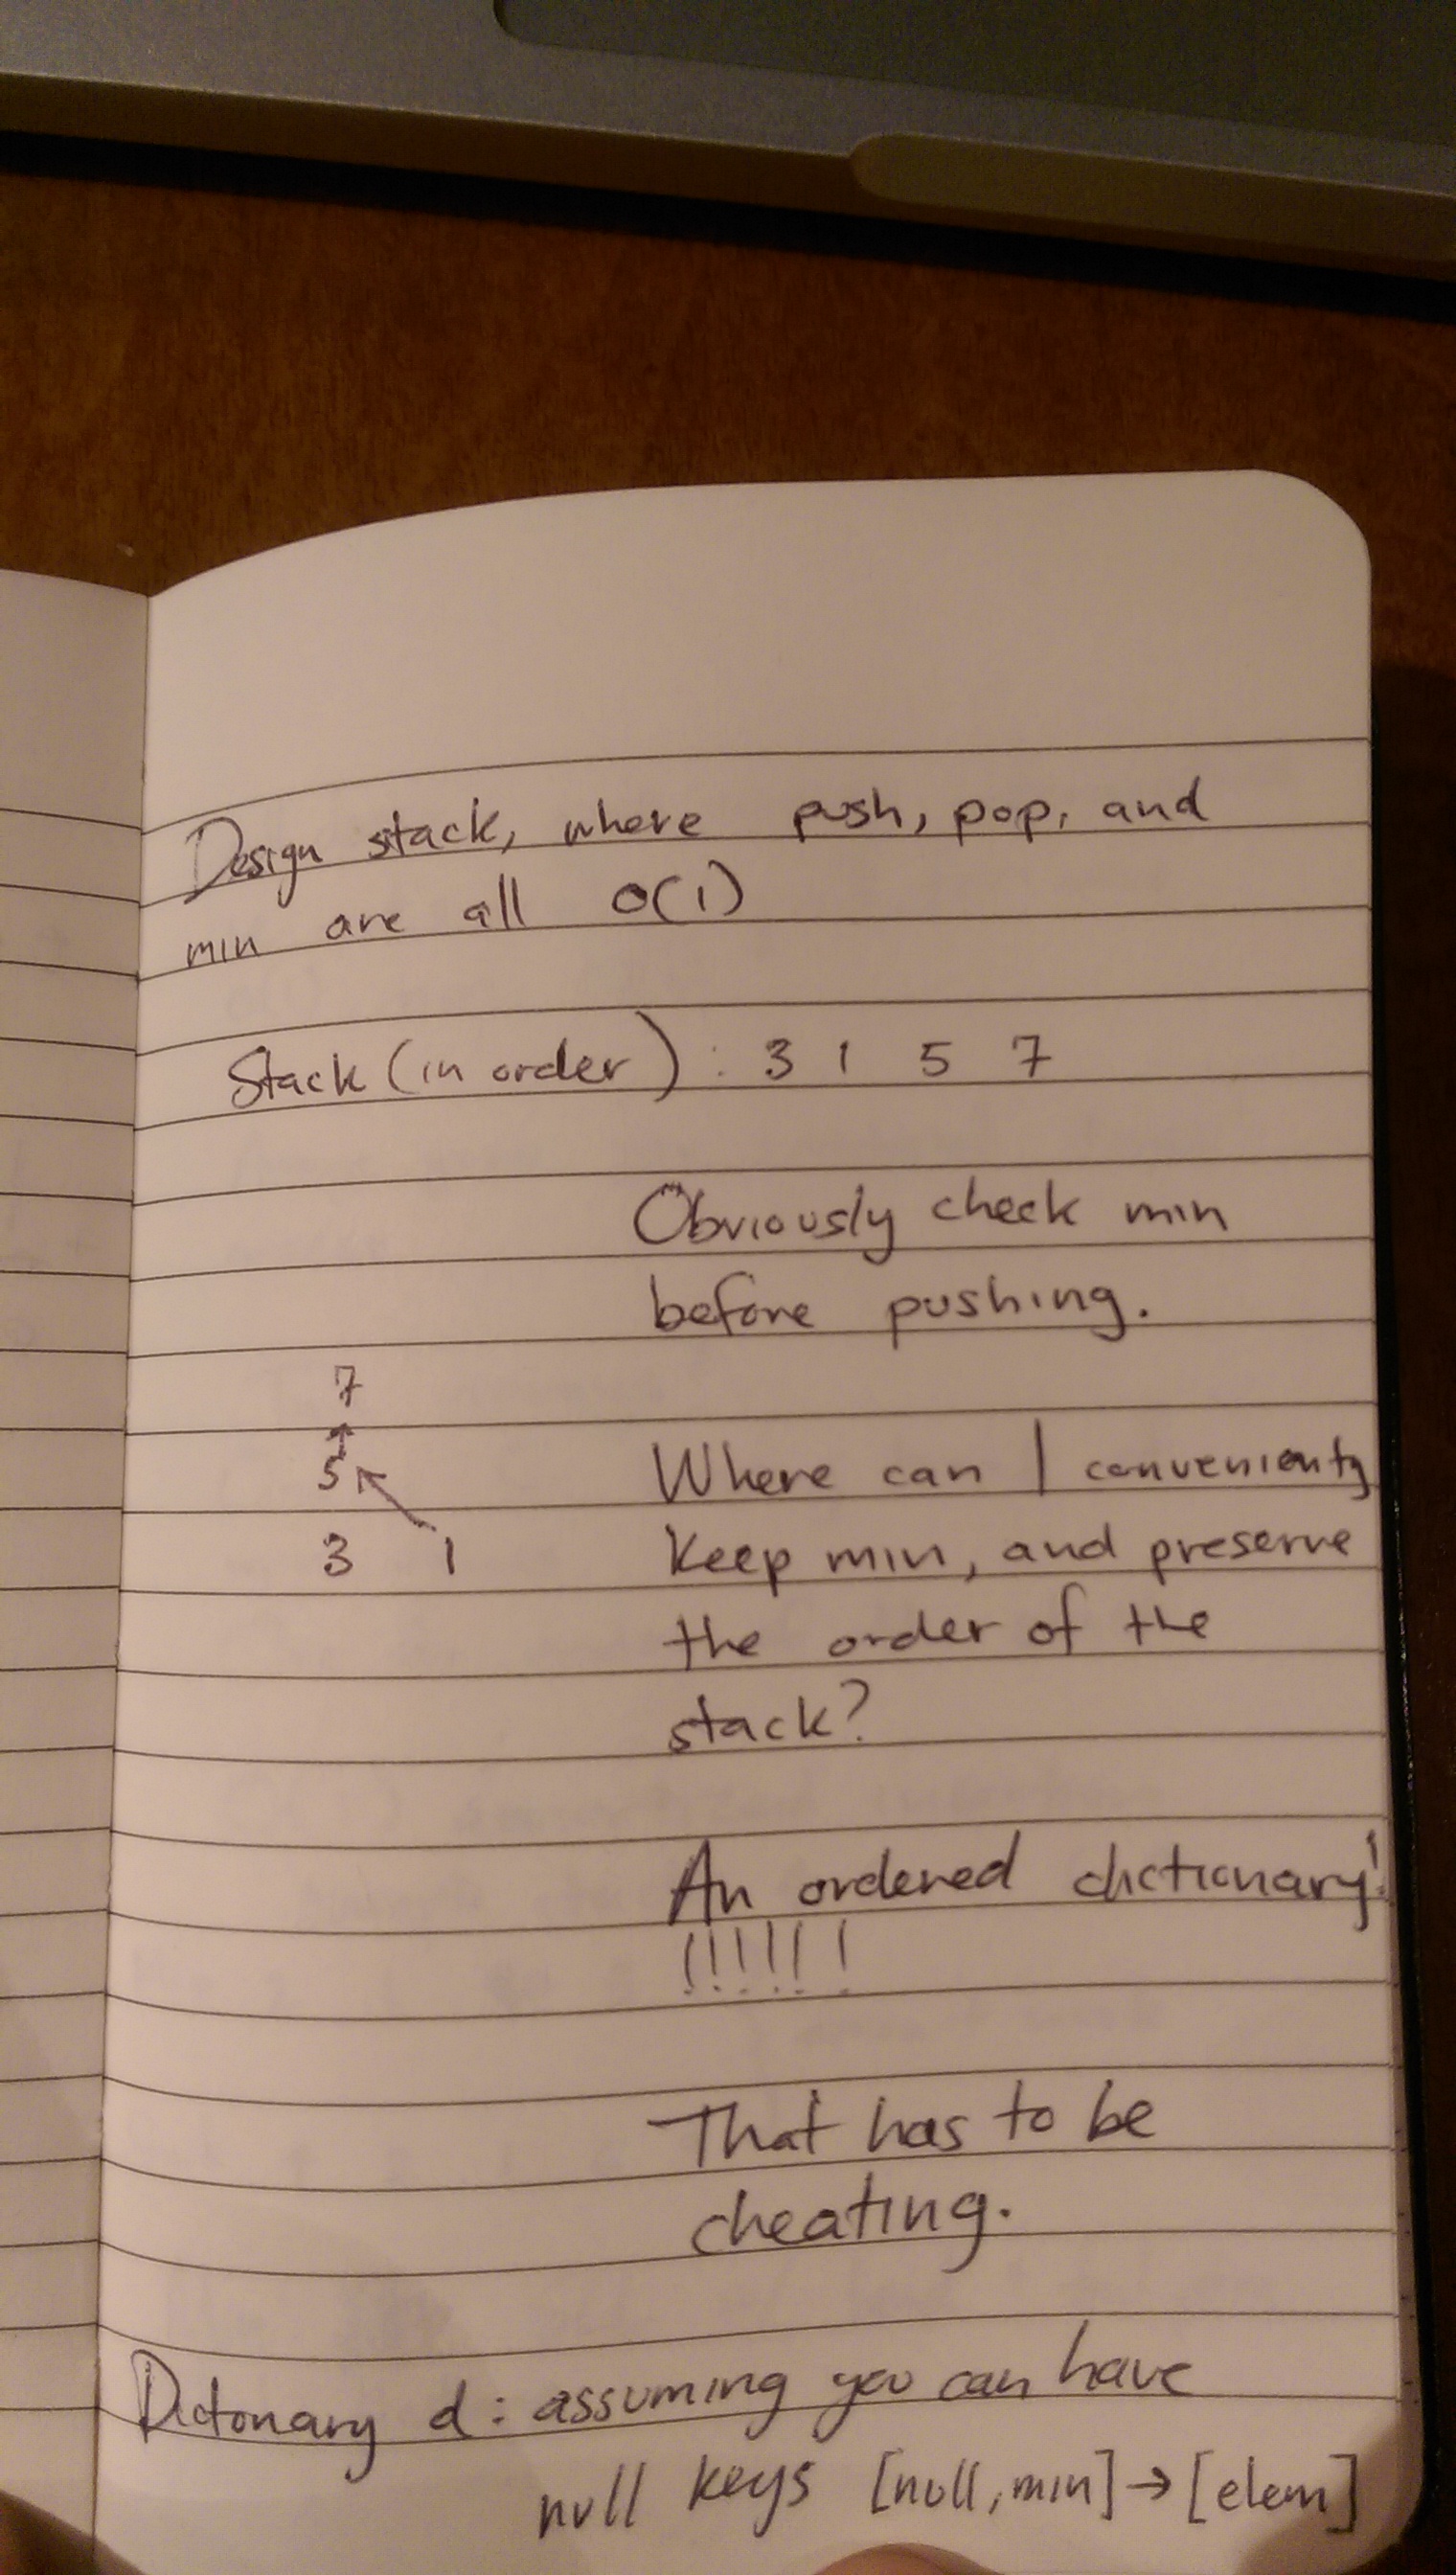 Design stack, where push, pop, and
min are all O(1)
Stack (in order) : 3 1 5 7
Obviously check min
before pushing.
7
5
Where can I conveniently
3 1
keep min, and preserve
the order of the
stack?
An ordered dictionary!
!!!!!!
That has to be
cheating.
Dictonary d: assuming you can have
null keys [null, min] → [elem]